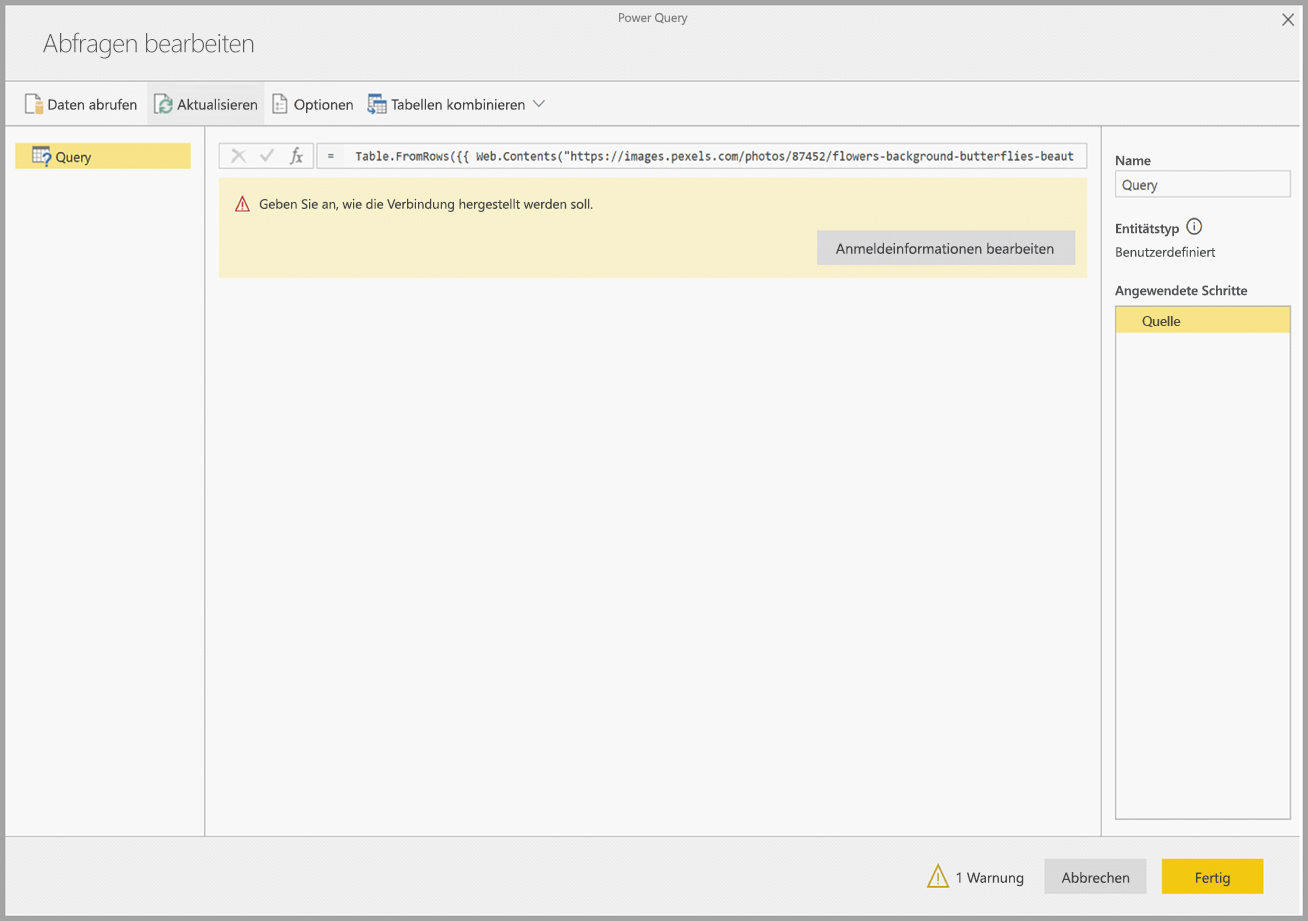 Power Query
Abfragen bearbeiten
Daten abrufen Aktualisieren Optionen Tabellen kombinieren
Query
fx = Table.FromRows({{ Web.Contents("https://images.pexels.com/photos/87452/flowers-background-butterflies-beaut
Geben Sie an, wie die Verbindung hergestellt werden soll.
Anmeldeinformationen bearbeiten
Name
Query
Entitätstyp
Benutzerdefiniert
Angewendete Schritte
Quelle
1 Warnung Abbrechen Fertig